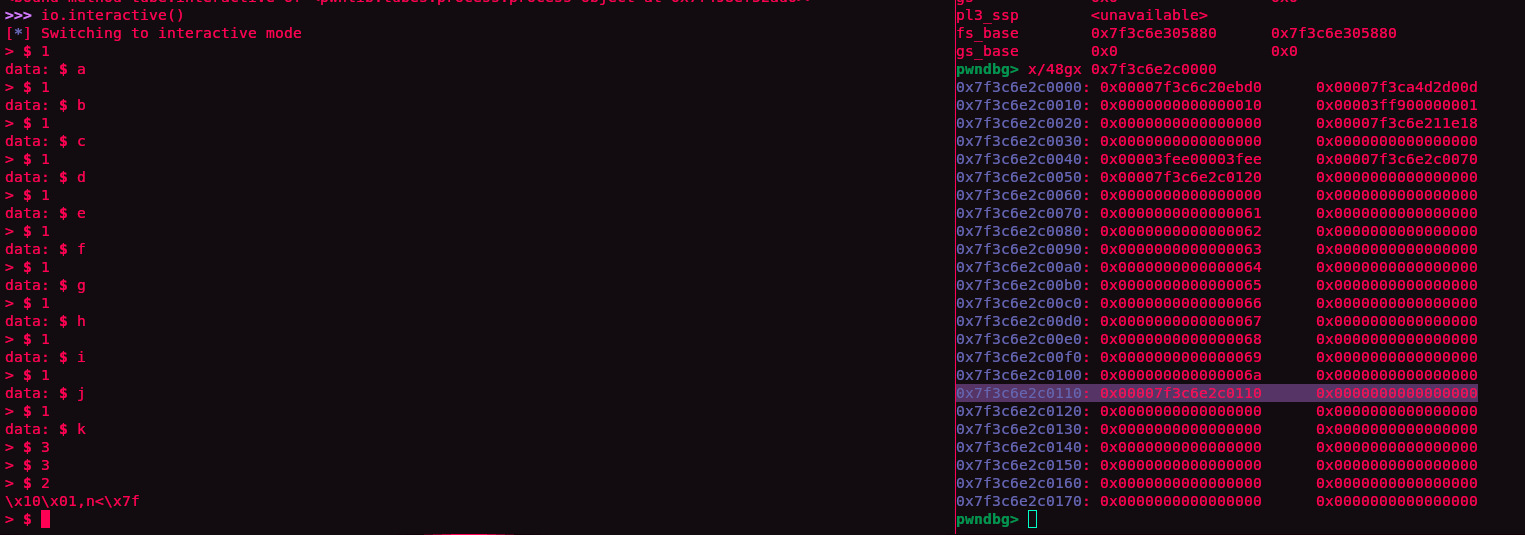 >>> io.interactive()
[*] Switching to interactive mode
> $ 1
data: $ a
> $ 1
data: $ b
> $ 1
data: $ c
> $ 1
data: $ d
> $ 1
data: $ e
> $ 1
data: $ f
> $ 1
data: $ g
> $ 1
data: $ h
> $ 1
data: $ i
> $ 1
data: $ j
> $ 1
data: $ k
> $ 3
> $ 3
> $ 2
\x10\x01,n<\x7f
> $
pl3_ssp <unavailable>
fs_base 0x7f3c6e305880 0x7f3c6e305880
gs_base 0x0 0x0
pwndbg> x/48gx 0x7f3c6e2c0000
0x7f3c6e2c0000: 0x00007f3c6c20ebd0 0x00007f3ca4d2d00d
0x7f3c6e2c0010: 0x0000000000000010 0x00003ff900000001
0x7f3c6e2c0020: 0x0000000000000000 0x00007f3c6e211e18
0x7f3c6e2c0030: 0x0000000000000000 0x0000000000000000
0x7f3c6e2c0040: 0x00003fee00003fee 0x00007f3c6e2c0070
0x7f3c6e2c0050: 0x00007f3c6e2c0120 0x0000000000000000
0x7f3c6e2c0060: 0x0000000000000000 0x0000000000000000
0x7f3c6e2c0070: 0x0000000000000061 0x0000000000000000
0x7f3c6e2c0080: 0x0000000000000062 0x0000000000000000
0x7f3c6e2c0090: 0x0000000000000063 0x0000000000000000
0x7f3c6e2c00a0: 0x0000000000000064 0x0000000000000000
0x7f3c6e2c00b0: 0x0000000000000065 0x0000000000000000
0x7f3c6e2c00c0: 0x0000000000000066 0x0000000000000000
0x7f3c6e2c00d0: 0x0000000000000067 0x0000000000000000
0x7f3c6e2c00e0: 0x0000000000000068 0x0000000000000000
0x7f3c6e2c00f0: 0x0000000000000069 0x0000000000000000
0x7f3c6e2c0100: 0x000000000000006a 0x0000000000000000
0x7f3c6e2c0110: 0x00007f3c6e2c0110 0x0000000000000000
0x7f3c6e2c0120: 0x0000000000000000 0x0000000000000000
0x7f3c6e2c0130: 0x0000000000000000 0x0000000000000000
0x7f3c6e2c0140: 0x0000000000000000 0x0000000000000000
0x7f3c6e2c0150: 0x0000000000000000 0x0000000000000000
0x7f3c6e2c0160: 0x0000000000000000 0x0000000000000000
0x7f3c6e2c0170: 0x0000000000000000 0x0000000000000000
pwndbg>